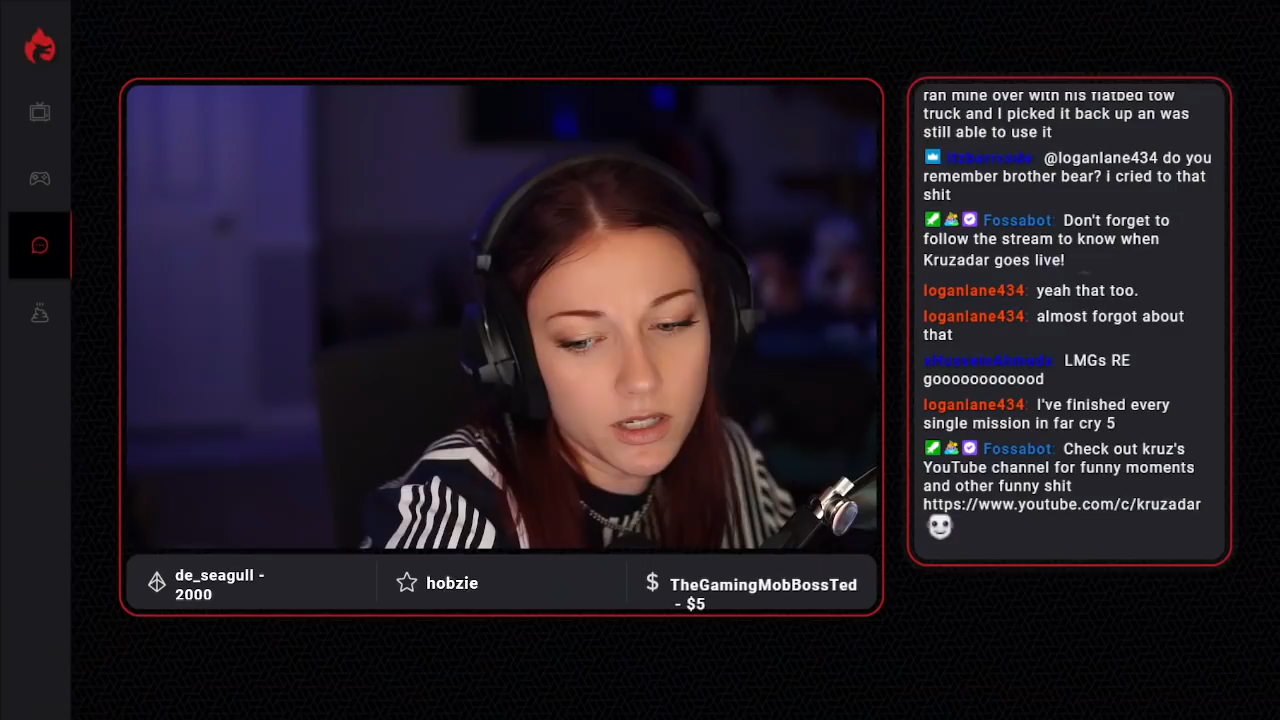 ran mine over with his flatbed tow
truck and I picked it back up an was
still able to use it
@loganlane434 do you
remember brother bear? i cried to that
shit
Fossabot: Don't forget to
follow the stream to know when
Kruzadar goes live!
loganlane434: yeah that too.
loganlane434: almost forgot about
that
LMGs RE
goooooooooood
loganlane434: I've finished every
single mission in far cry 5
Fossabot: Check out kruz's
YouTube channel for funny moments
and other funny shit
https://www.youtube.com/c/kruzadar
de_seagull -
2000
hobzie
$ TheGamingMobBossTed
- $5